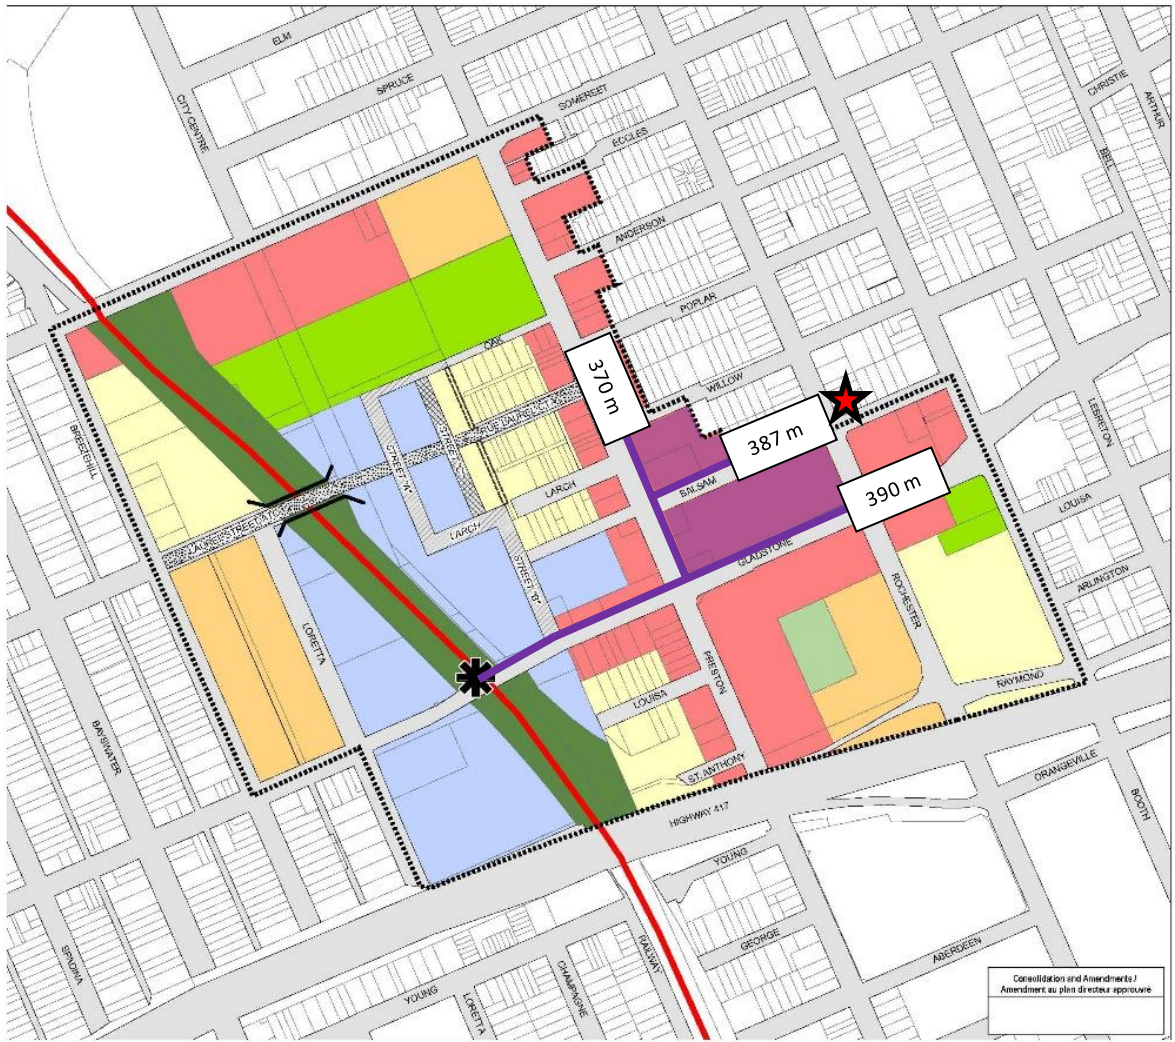 ELM
SPRUCE
CITY CENTRE
SOMERSET
ECCLES
CHRISTIE
ARTHUR
BELL
ANDERSON
POPLAR
OAK
WILLOW
370 m
387 m
390 m
BREEZEHILL
LEBRETON
STREET "A"
LARCH
BALSAM
LARCH
STREET "B"
GLADSTONE
LOUISA
ARLINGTON
LORETTA
ROCHESTER
PRESTON
RAYMOND
LOUISA
BAYSWATER
ST. ANTHONY
ORANGEVILLE
BOOTH
HIGHWAY 417
YOUNG
GEORGE
ABERDEEN
RAILWAY
SPADINA
YOUNG
LORETTA
CHAMPAGNE
Consolidation and Amendments /
Amendment au plan directeur approuvé